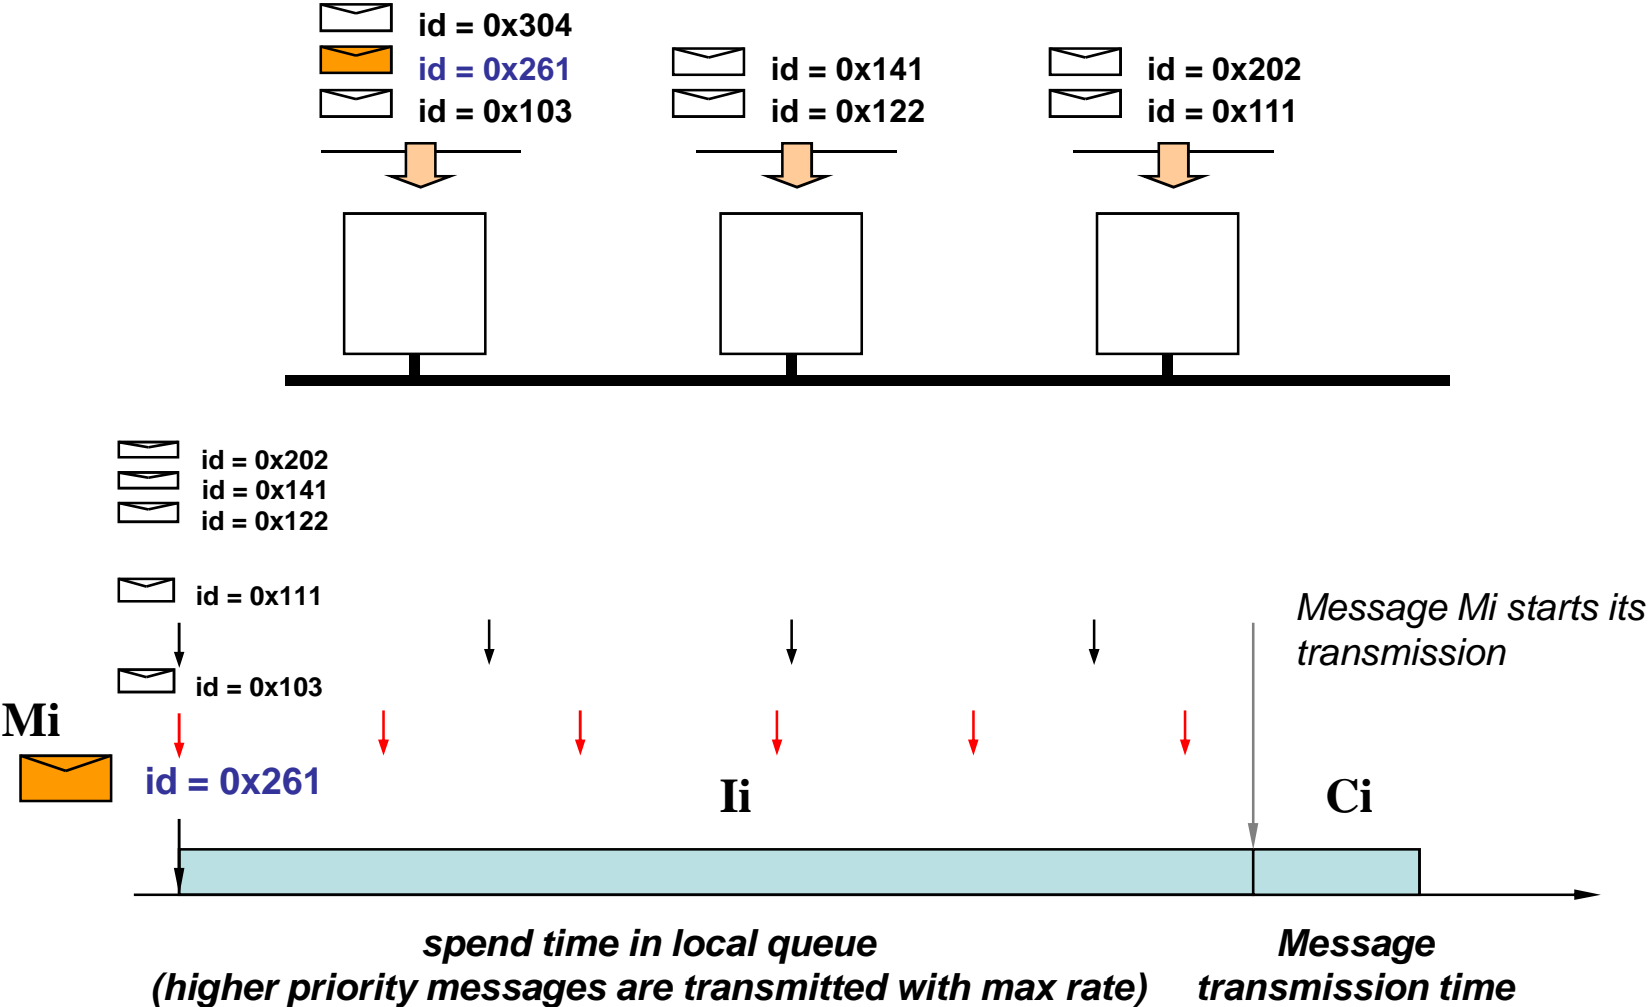 id = 0x304
id = 0x261
id = 0x103
id = 0x141
id = 0x122
id = 0x202
id = 0x111
id = 0x202
id = 0x141
id = 0x122
id = 0x111
Message Mi starts its
transmission
id = 0x103
Mi
id = 0x261
Ii
Ci
spend time in local queue
(higher priority messages are transmitted with max rate)
Message
transmission time